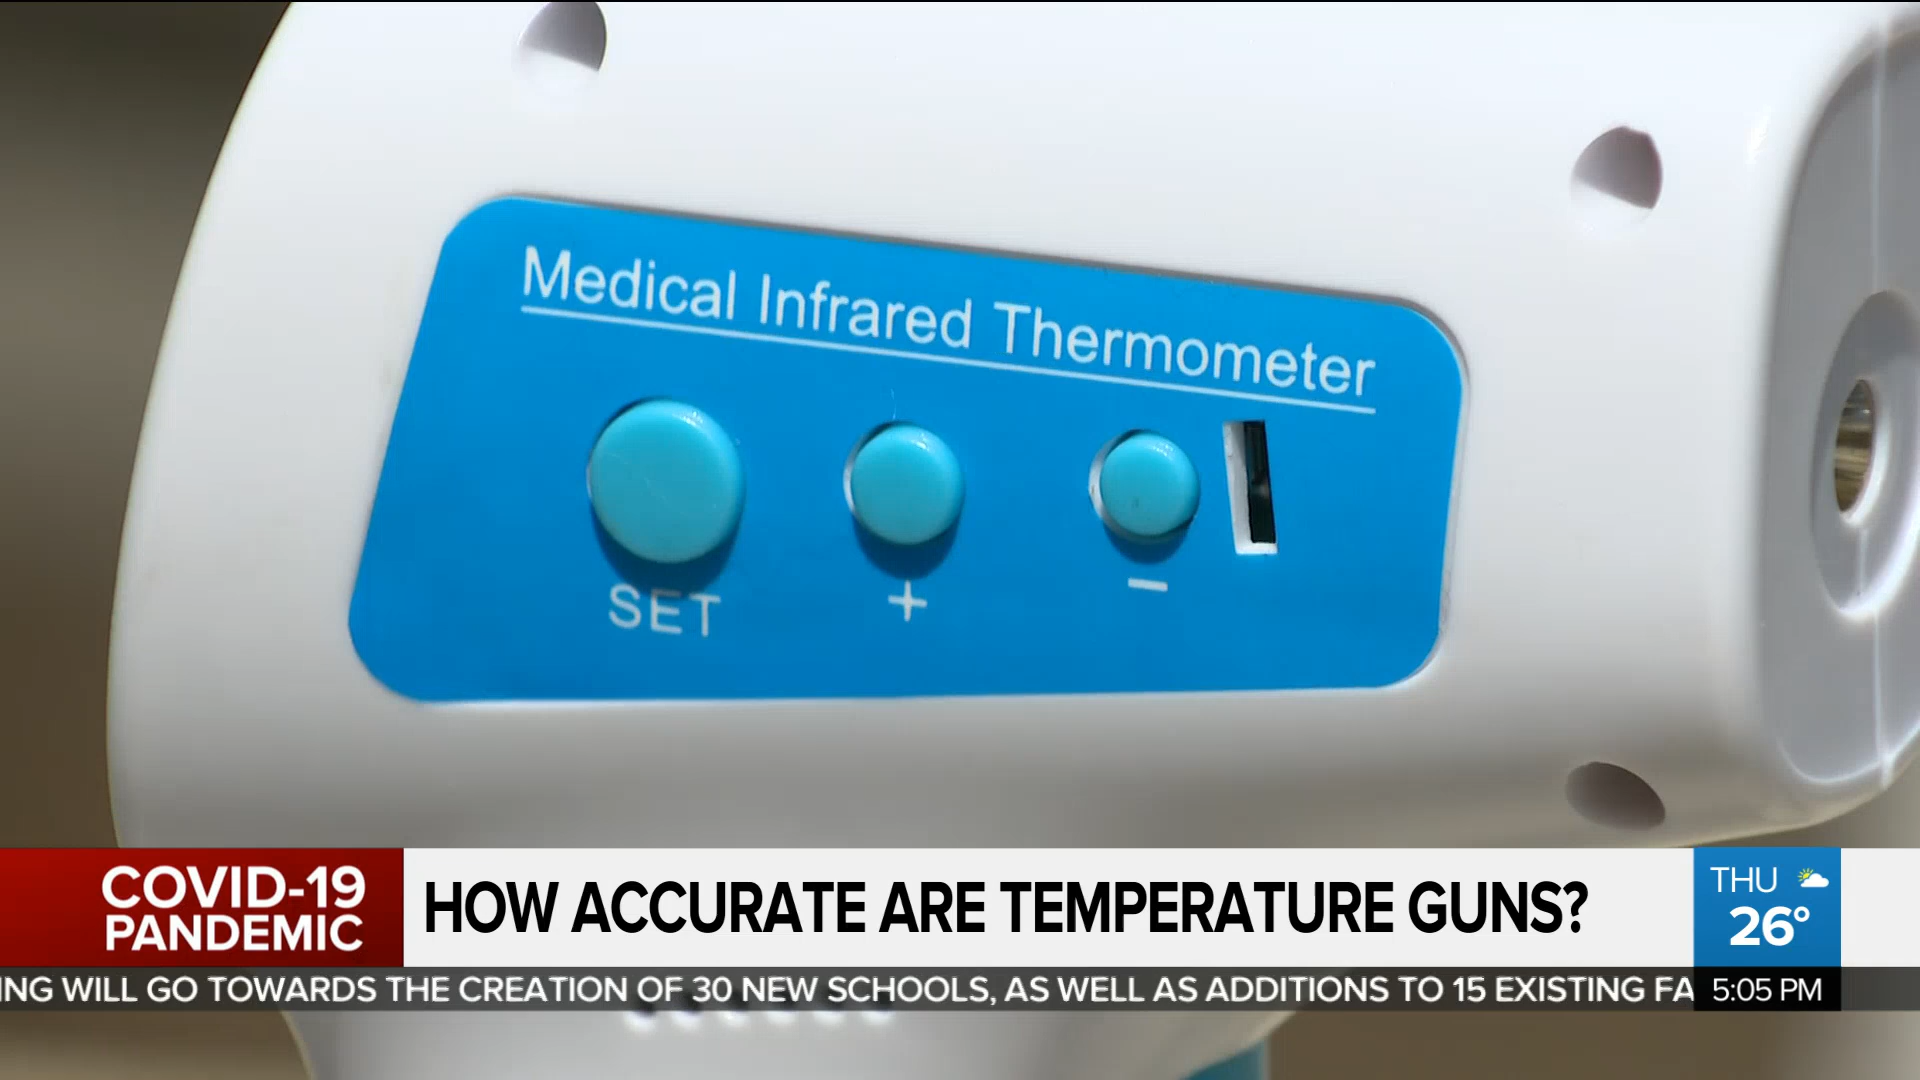 Medical Infrared Thermometer
SET
+
−
COVID-19
PANDEMIC
HOW ACCURATE ARE TEMPERATURE GUNS?
THU
26°
ING WILL GO TOWARDS THE CREATION OF 30 NEW SCHOOLS, AS WELL AS ADDITIONS TO 15 EXISTING FA
5:05 PM